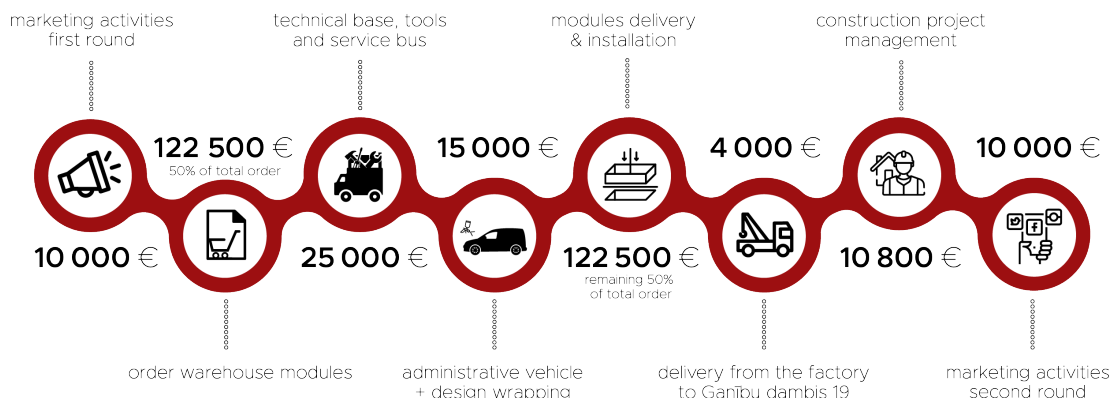 marketing activities
first round
technical base, tools
and service bus
modules delivery
& installation
construction project
management
122 500 €
50% of total order
15 000 €
4 000 €
10 000 €
10 000 €
25 000 €
122 500 €
remaining 50%
of total order
10 800 €
order warehouse modules
administrative vehicle
+ design wrapping
delivery from the factory
to Ganību dambis 19
marketing activities
second round